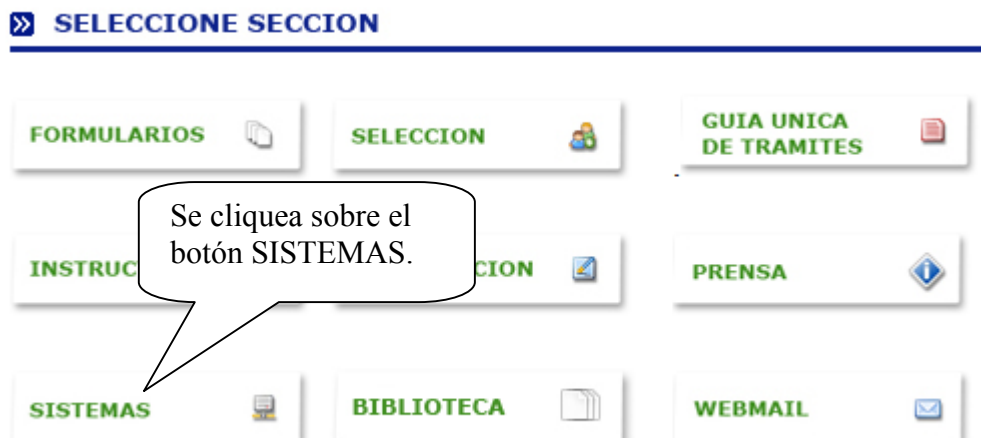 SELECCIONE SECCION
FORMULARIOS
SELECCION
GUIA UNICA
DE TRAMITES
Se cliquea sobre el
botón SISTEMAS.
INSTRUC
CION
PRENSA
SISTEMAS
BIBLIOTECA
WEBMAIL